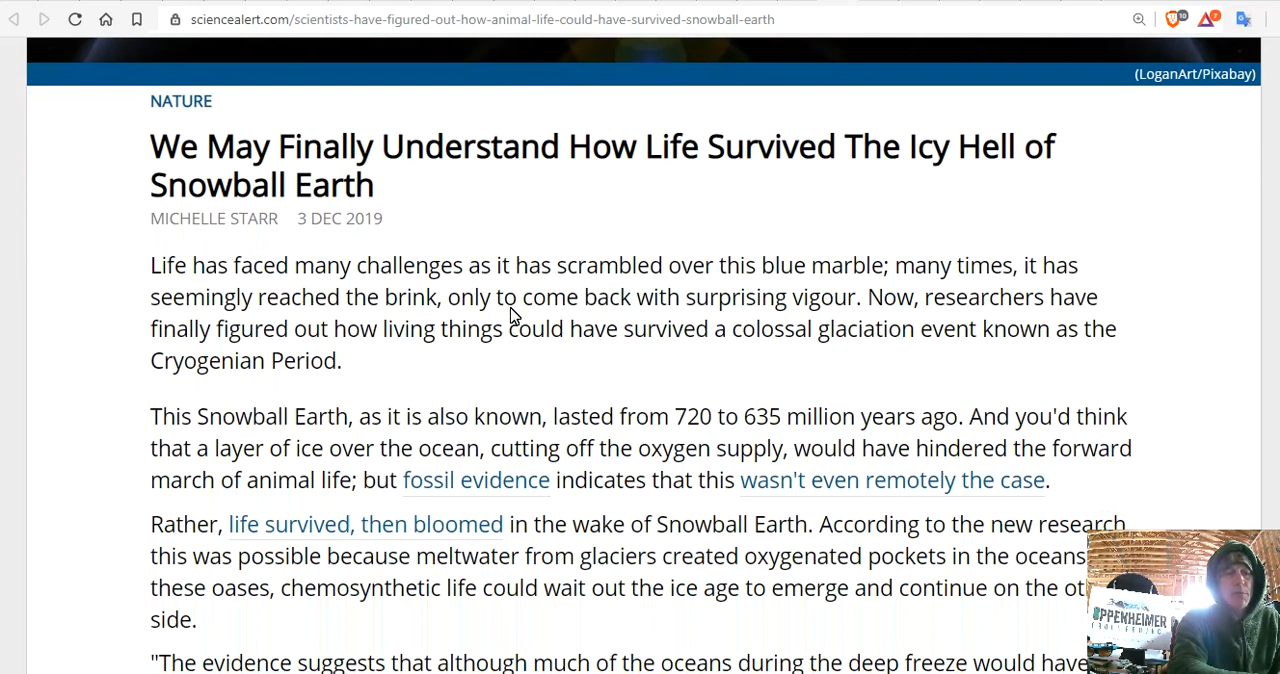 sciencealert.com/scientists-have-figured-out-how-animal-life-could-have-survived-snowball-earth
10
7
(LoganArt/Pixabay)
NATURE
We May Finally Understand How Life Survived The Icy Hell of
Snowball Earth
MICHELLE STARR 3 DEC 2019
Life has faced many challenges as it has scrambled over this blue marble; many times, it has
seemingly reached the brink, only to come back with surprising vigour. Now, researchers have
finally figured out how living things could have survived a colossal glaciation event known as the
Cryogenian Period.
This Snowball Earth, as it is also known, lasted from 720 to 635 million years ago. And you'd think
that a layer of ice over the ocean, cutting off the oxygen supply, would have hindered the forward
march of animal life; but fossil evidence indicates that this wasn't even remotely the case.
Rather, life survived, then bloomed in the wake of Snowball Earth. According to the new research
this was possible because meltwater from glaciers created oxygenated pockets in the oceans
these oases, chemosynthetic life could wait out the ice age to emerge and continue on the ot
side.
"The evidence suggests that although much of the oceans during the deep freeze would have
PPENHEIMER